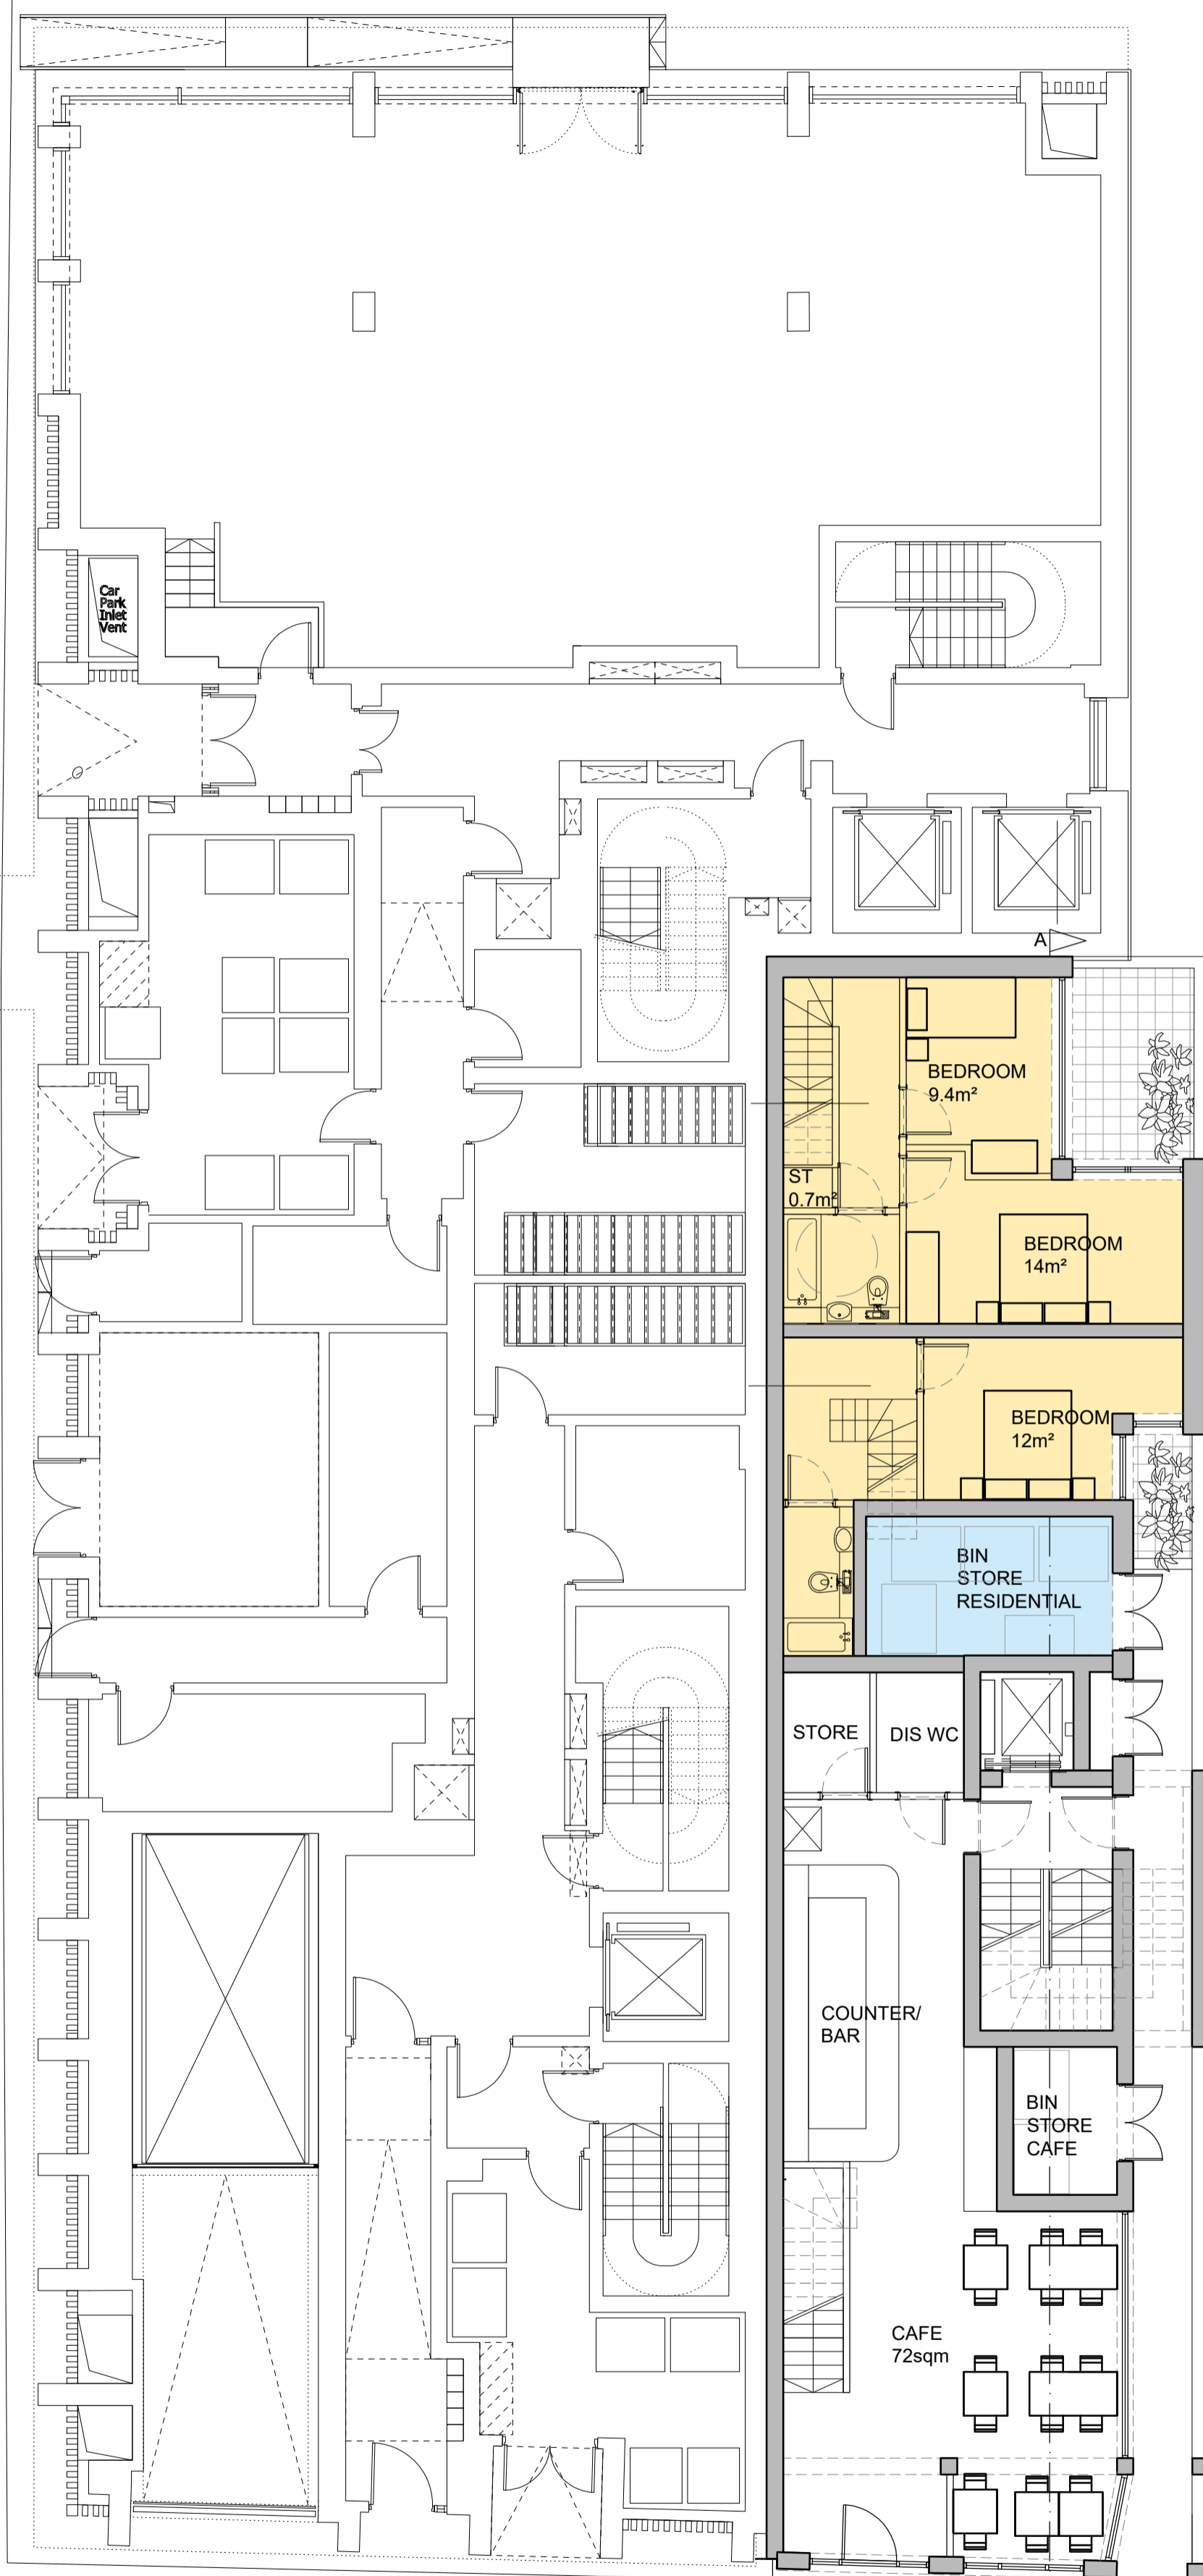 Car
Park
Inlet
Vent
A
BEDROOM
9.4m²
ST
0.7m²
BEDROOM
14m²
BEDROOM
12m²
BIN
STORE
RESIDENTIAL
STORE
DIS WC
COUNTER/
BAR
BIN
STORE
CAFE
CAFE
72sqm